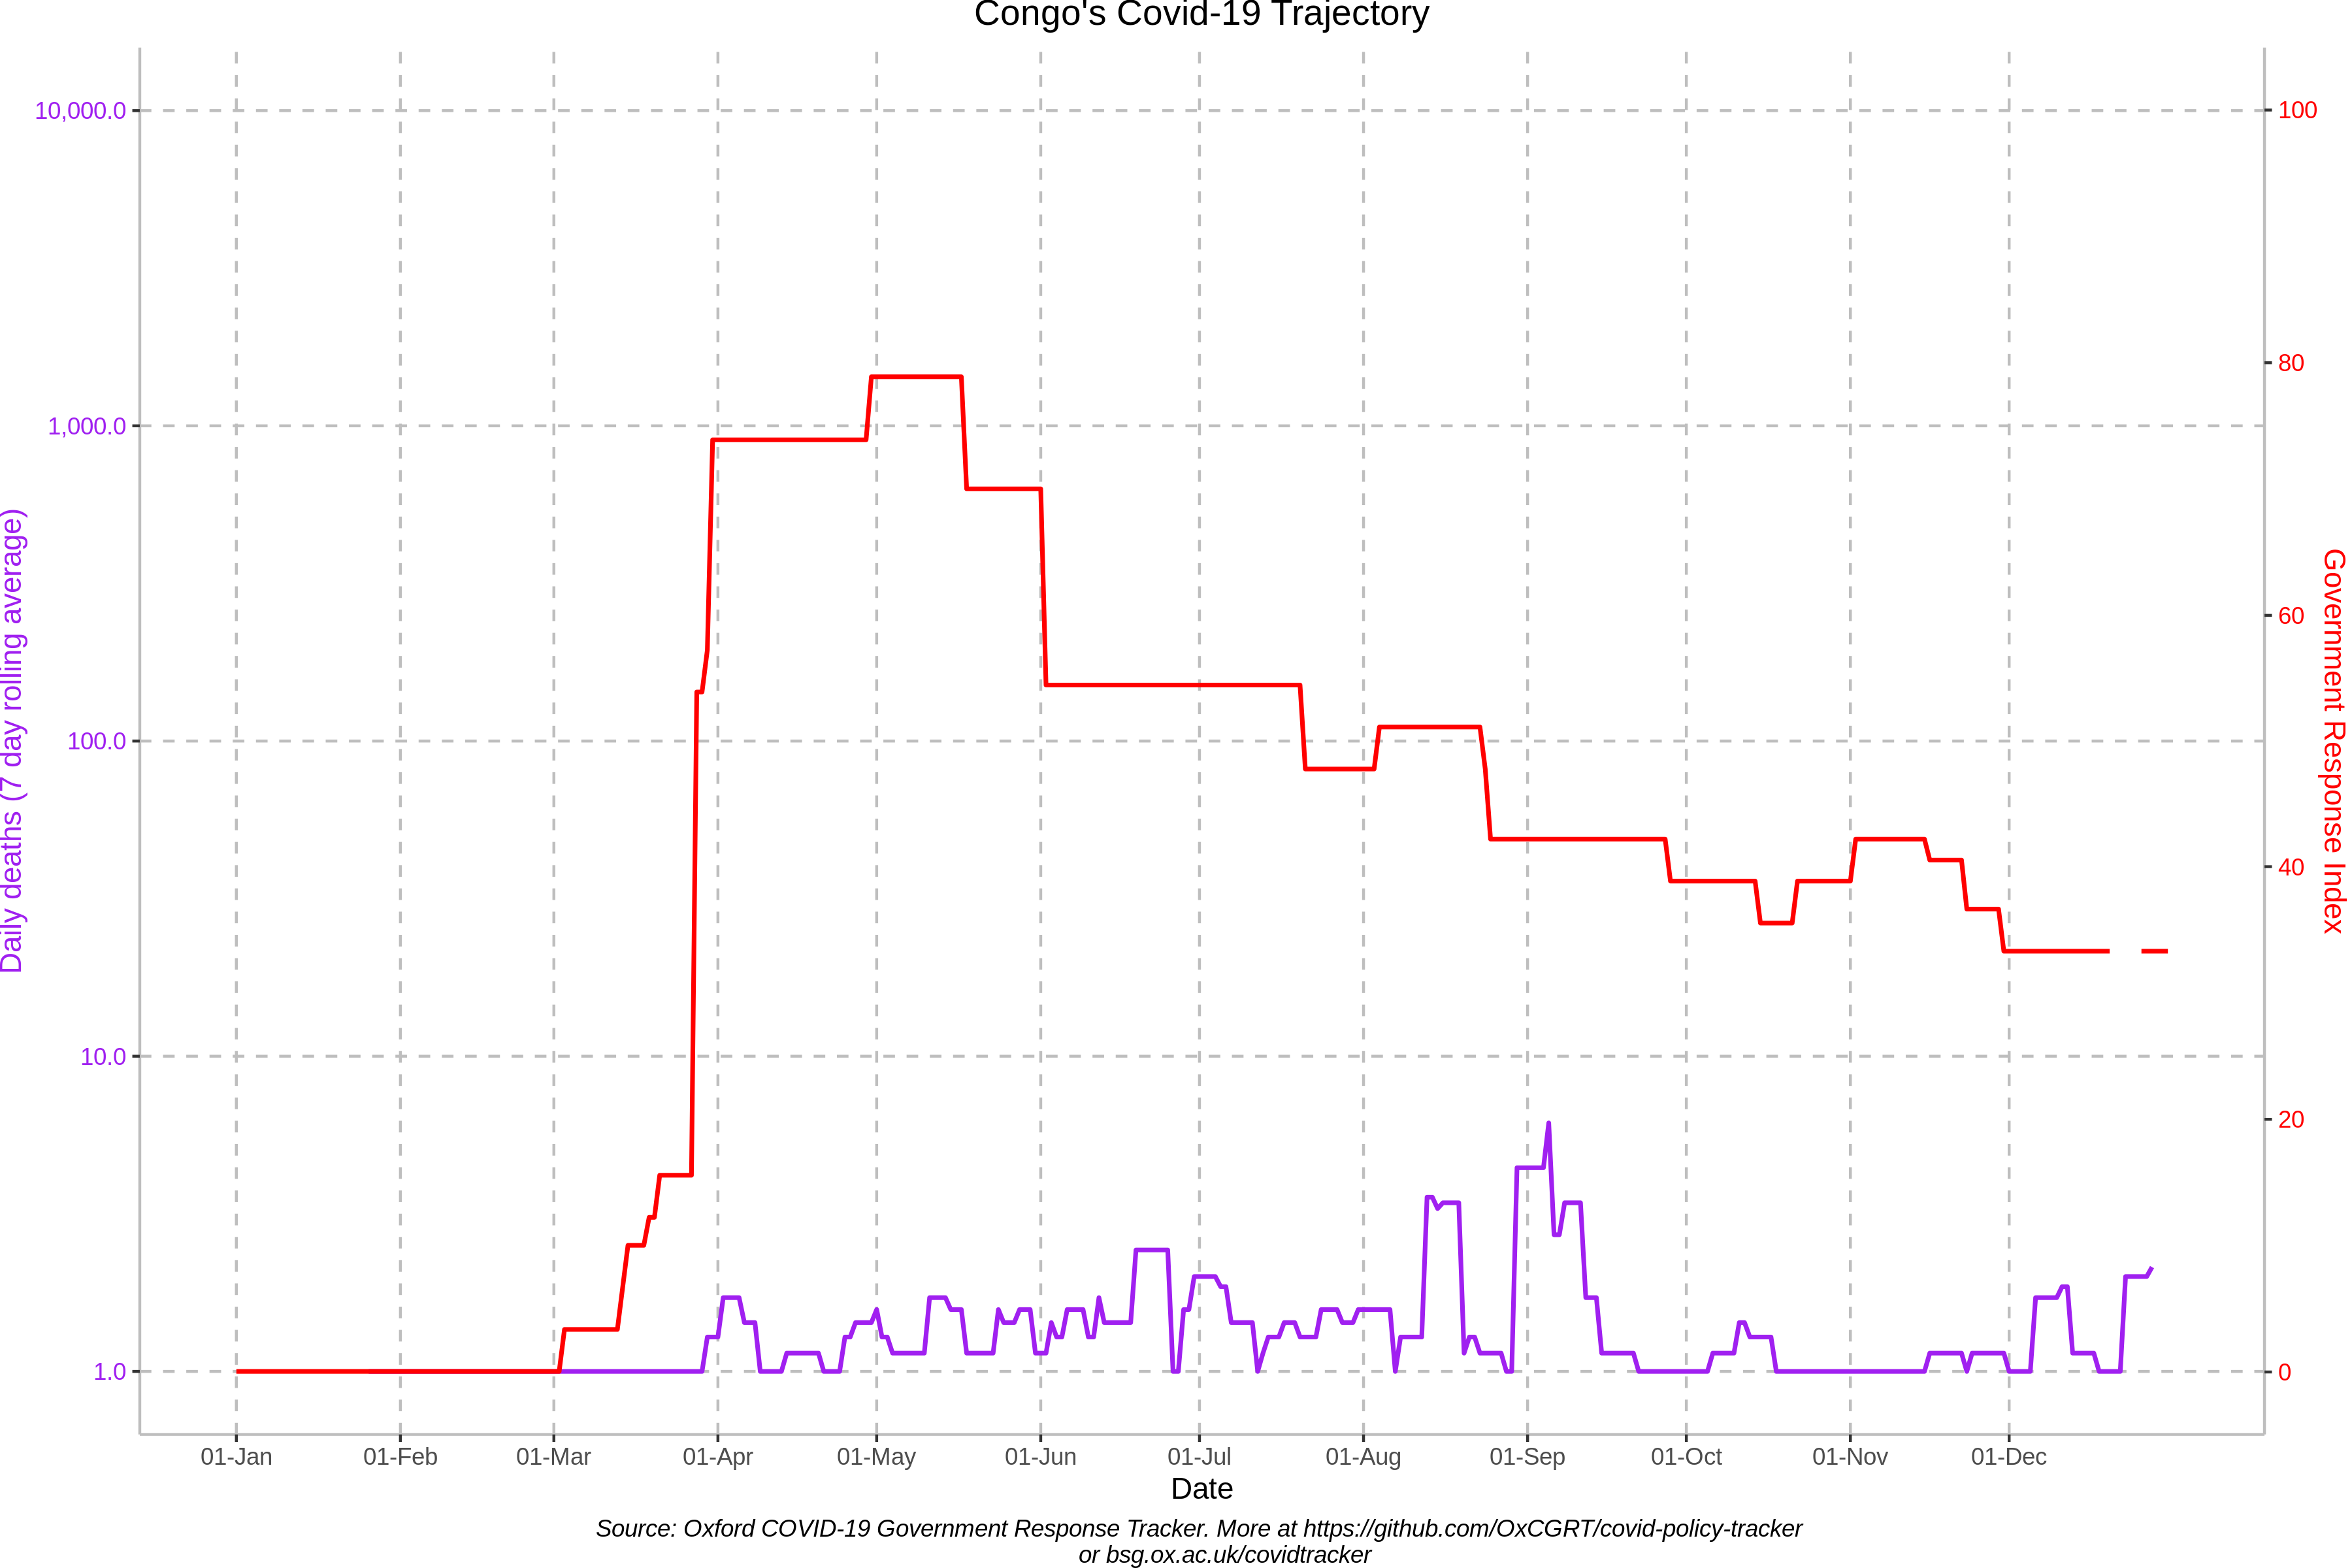 Congo's Covid-19 Trajectory
10,000.0
1,000.0
100.0
10.0
1.0
Daily deaths (7 day rolling average)
100
80
60
40
20
0
Government Response Index
01-Jan 01-Feb 01-Mar 01-Apr 01-May 01-Jun 01-Jul 01-Aug 01-Sep 01-Oct 01-Nov 01-Dec
Date
Source: Oxford COVID-19 Government Response Tracker. More at https://github.com/OxCGRT/covid-policy-tracker
or bsg.ox.ac.uk/covidtracker